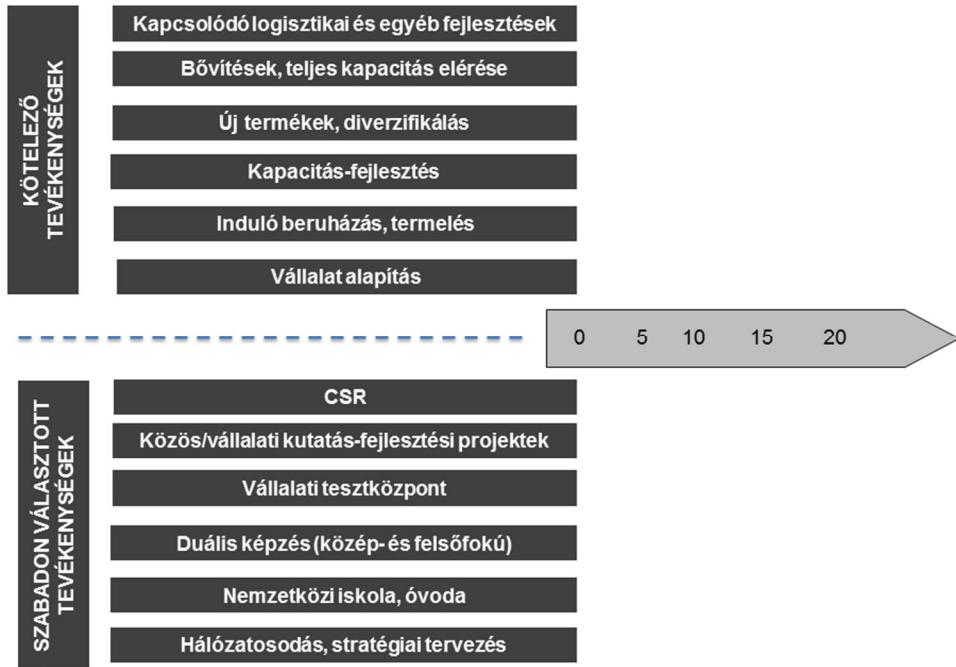 KÖTELEZŐ
TEVÉKENYSÉGEK
Kapcsolódó logisztikai és egyéb fejlesztések
Bővítések, teljes kapacitás elérése
Új termékek, diverzifikálás
Kapacitás-fejlesztés
Induló beruházás, termelés
Vállalat alapítás
0 5 10 15 20
SZABADON VÁLASZTOTT
TEVÉKENYSÉGEK
CSR
Közös/vállalati kutatás-fejlesztési projektek
Vállalati tesztközpont
Duális képzés (közép- és felsőfokú)
Nemzetközi iskola, óvoda
Hálózatosodás, stratégiai tervezés